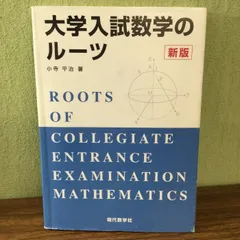 大学入試数学の
ルーツ
新版
小寺 平治 著
ROOTS
OF
COLLEGIATE
ENTRANCE
EXAMINATION
MATHEMATICS
現代数学社